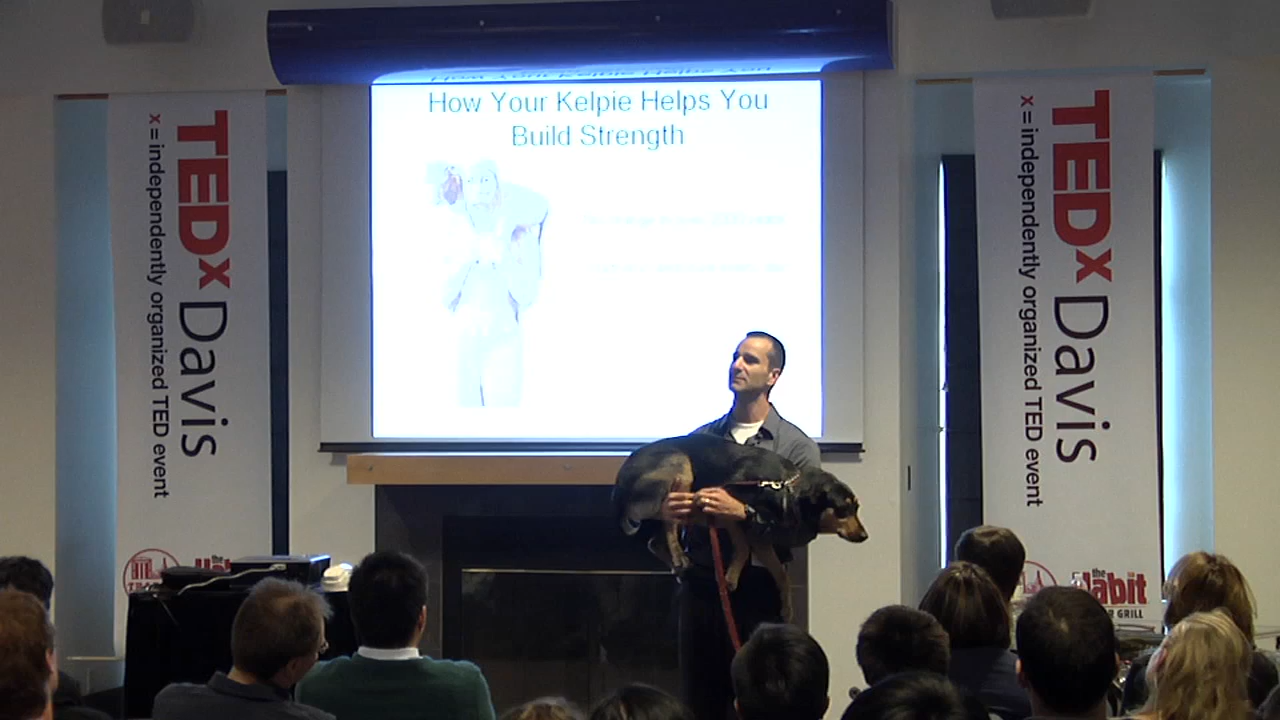 How Your Kelpie Helps You
Build Strength
TEDx Davis
x = independently organized TED event
TEDx Davis
x = independently organized TED event
the
Habit
GRILL